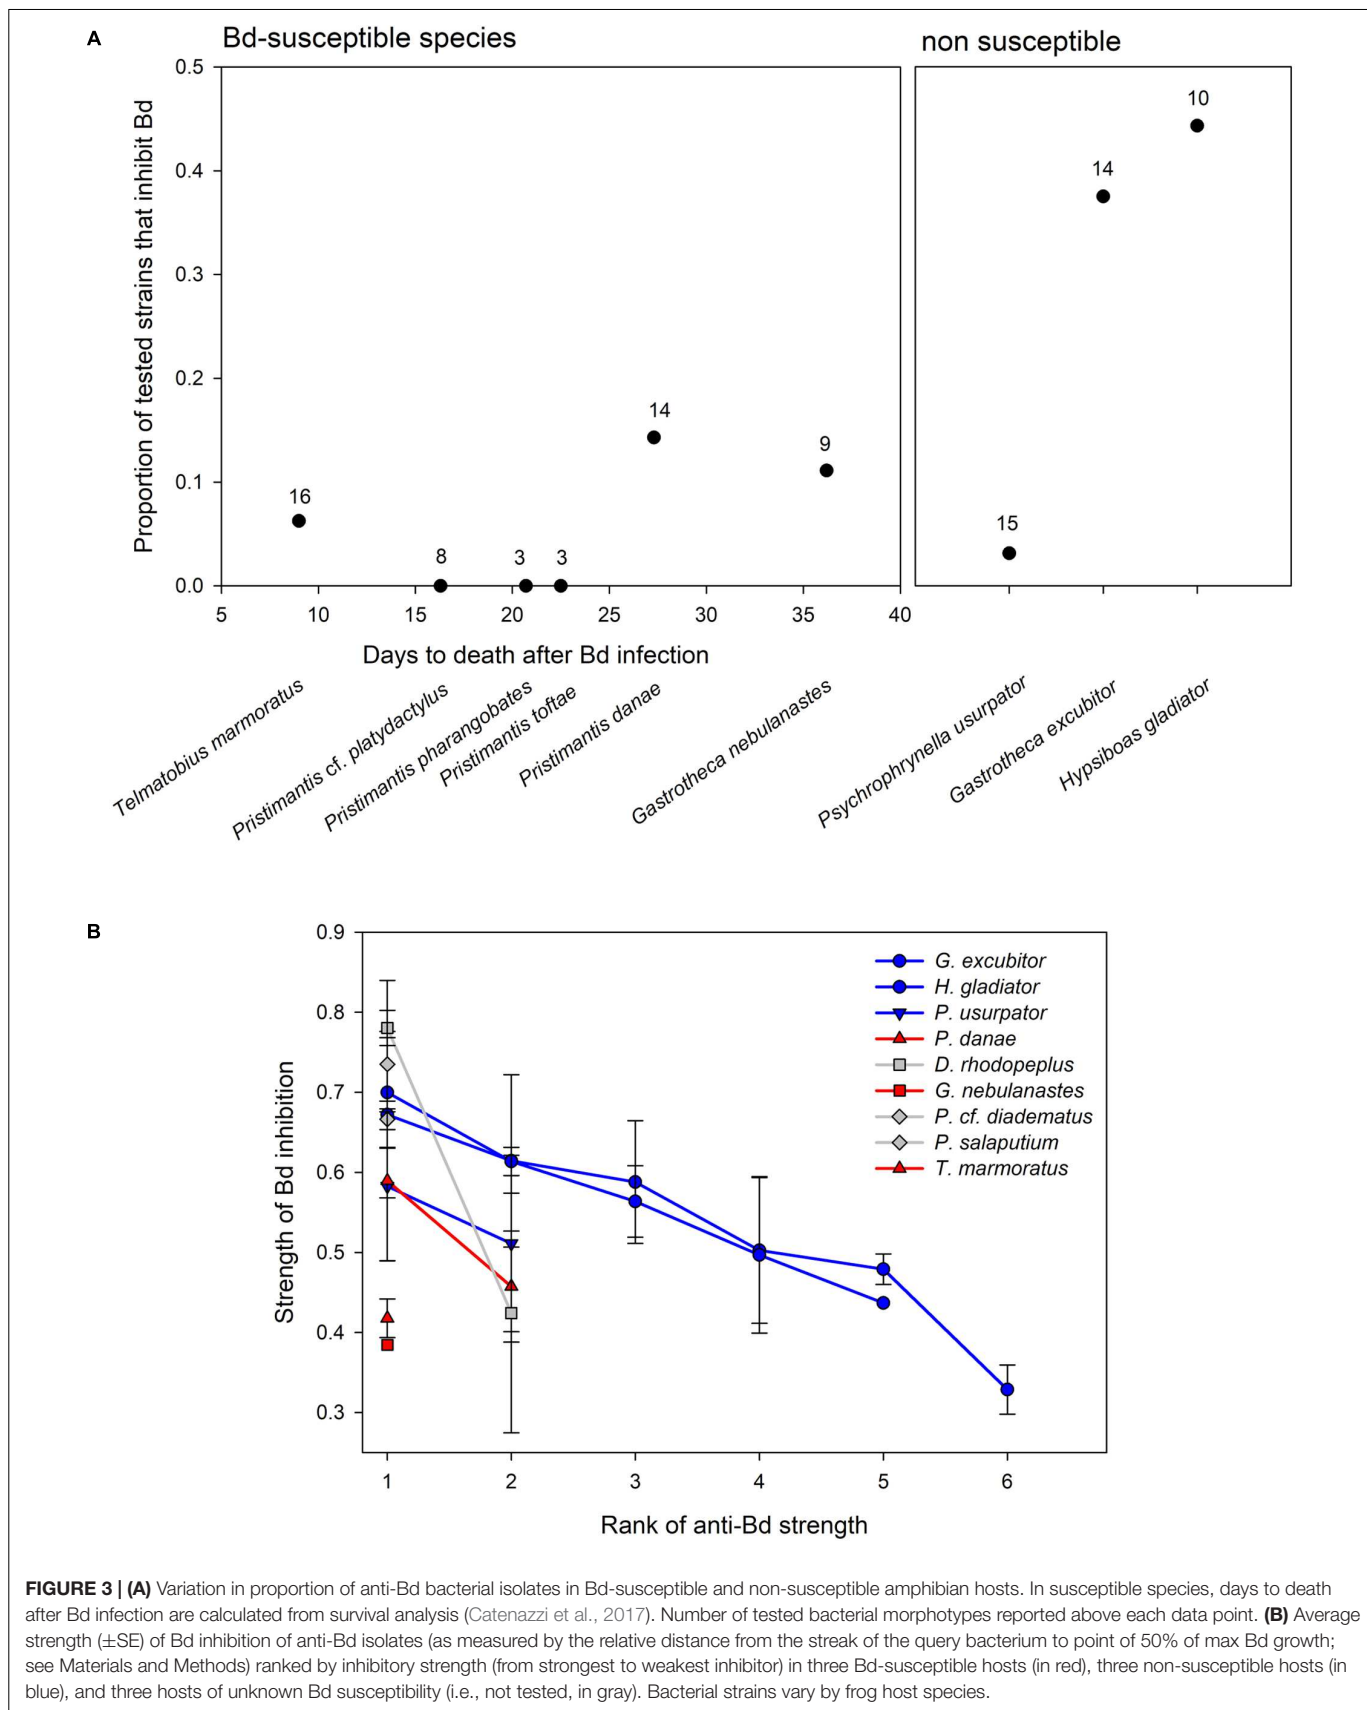 A
Bd-susceptible species
non susceptible
Proportion of tested strains that inhibit Bd
0.5
0.4
0.3
0.2
0.1
0.0
16
8
3
3
14
9
15
14
10
5
10
15
20
25
30
35
40
Days to death after Bd infection
Telmatobius marmoratus
Pristimantis cf. platydactylus
Pristimantis pharangobates
Pristimantis toftae
Pristimantis danae
Gastrotheca nebulanastes
Psychrophrynella usurpator
Gastrotheca excubitor
Hypsiboas gladiator
B
Strength of Bd inhibition
0.9
0.8
0.7
0.6
0.5
0.4
0.3
G. excubitor
H. gladiator
P. usurpator
P. danae
D. rhodopeplus
G. nebulanastes
P. cf. diadematus
P. salaputium
T. marmoratus
1
2
3
4
5
6
Rank of anti-Bd strength
FIGURE 3 | (A) Variation in proportion of anti-Bd bacterial isolates in Bd-susceptible and non-susceptible amphibian hosts. In susceptible species, days to death
after Bd infection are calculated from survival analysis (Catenazzi et al., 2017). Number of tested bacterial morphotypes reported above each data point. (B) Average
strength (±SE) of Bd inhibition of anti-Bd isolates (as measured by the relative distance from the streak of the query bacterium to point of 50% of max Bd growth;
see Materials and Methods) ranked by inhibitory strength (from strongest to weakest inhibitor) in three Bd-susceptible hosts (in red), three non-susceptible hosts (in
blue), and three hosts of unknown Bd susceptibility (i.e., not tested, in gray). Bacterial strains vary by frog host species.